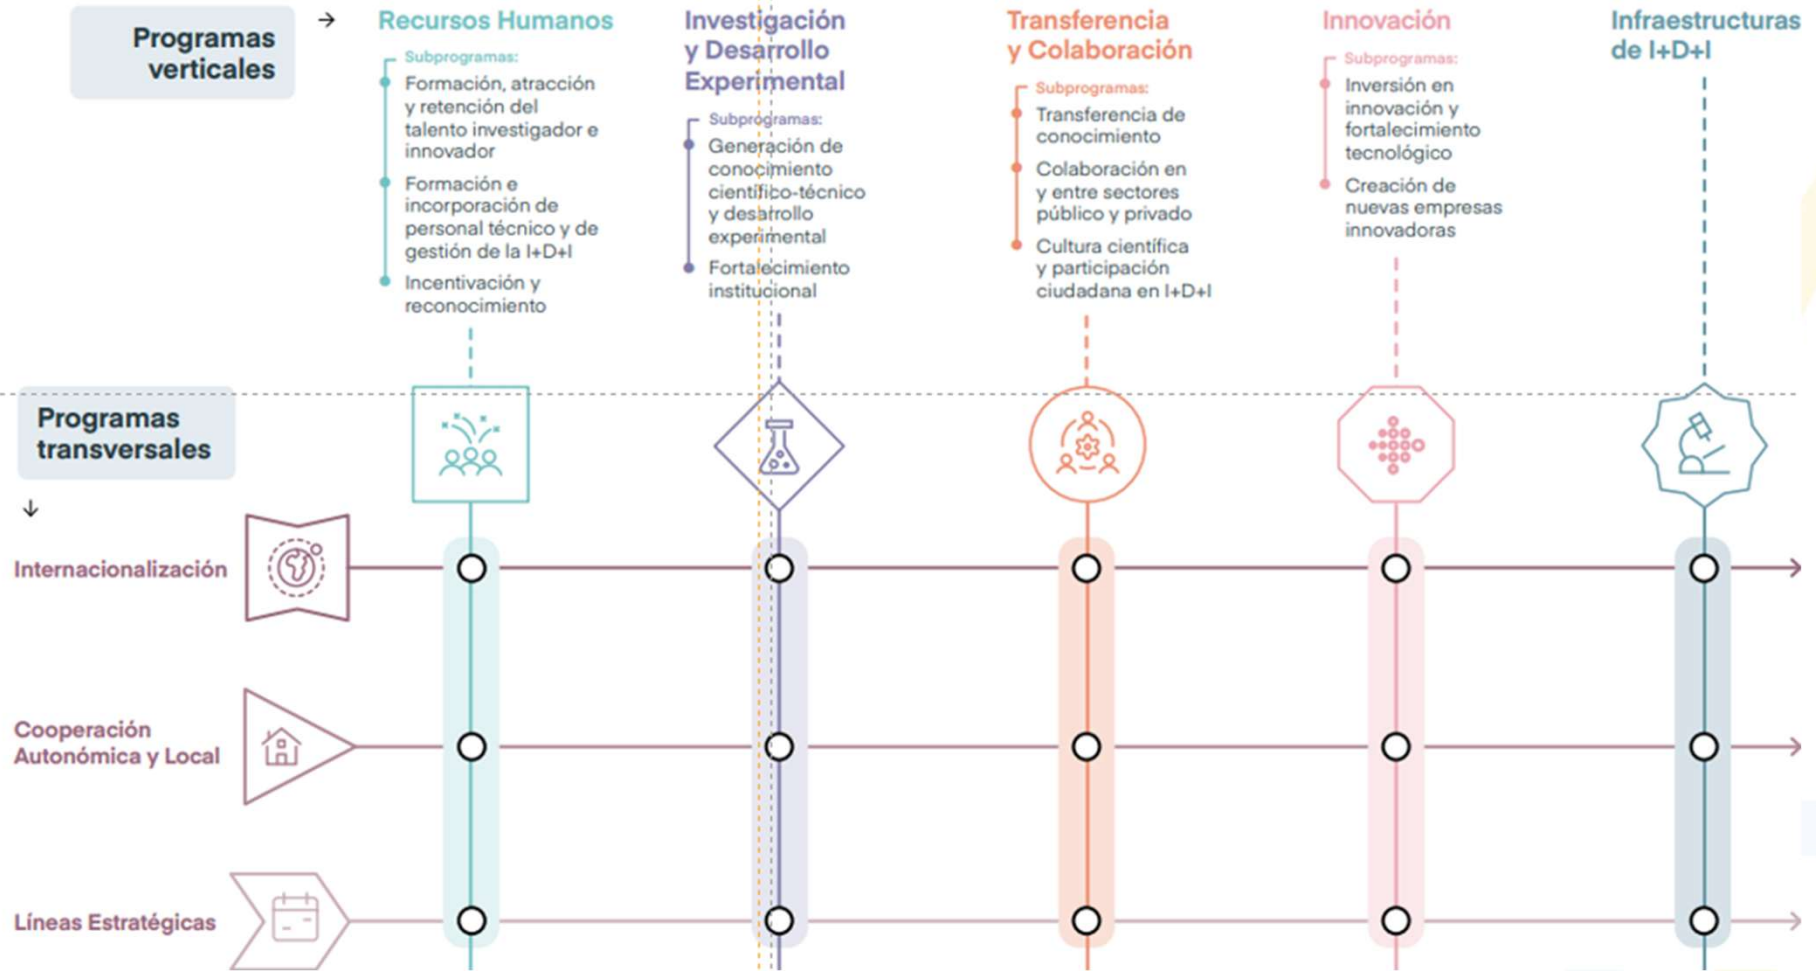 Programas
verticales
→
Recursos Humanos
Subprogramas:
Formación, atracción
y retención del
talento investigador e
innovador
Formación e
incorporación de
personal técnico y de
gestión de la I+D+I
Incentivación y
reconocimiento
Investigación
y Desarrollo
Experimental
Subprogramas:
Generación de
conocimiento
científico-técnico
y desarrollo
experimental
Fortalecimiento
institucional
Transferencia
y Colaboración
Subprogramas:
Transferencia de
conocimiento
Colaboración en
y entre sectores
público y privado
Cultura científica
y participación
ciudadana en I+D+I
Innovación
Subprogramas:
Inversión en
innovación y
fortalecimiento
tecnológico
Creación de
nuevas empresas
innovadoras
Infraestructuras
de I+D+I
Programas
transversales
↓
Internacionalización
Cooperación
Autonómica y Local
Líneas Estratégicas